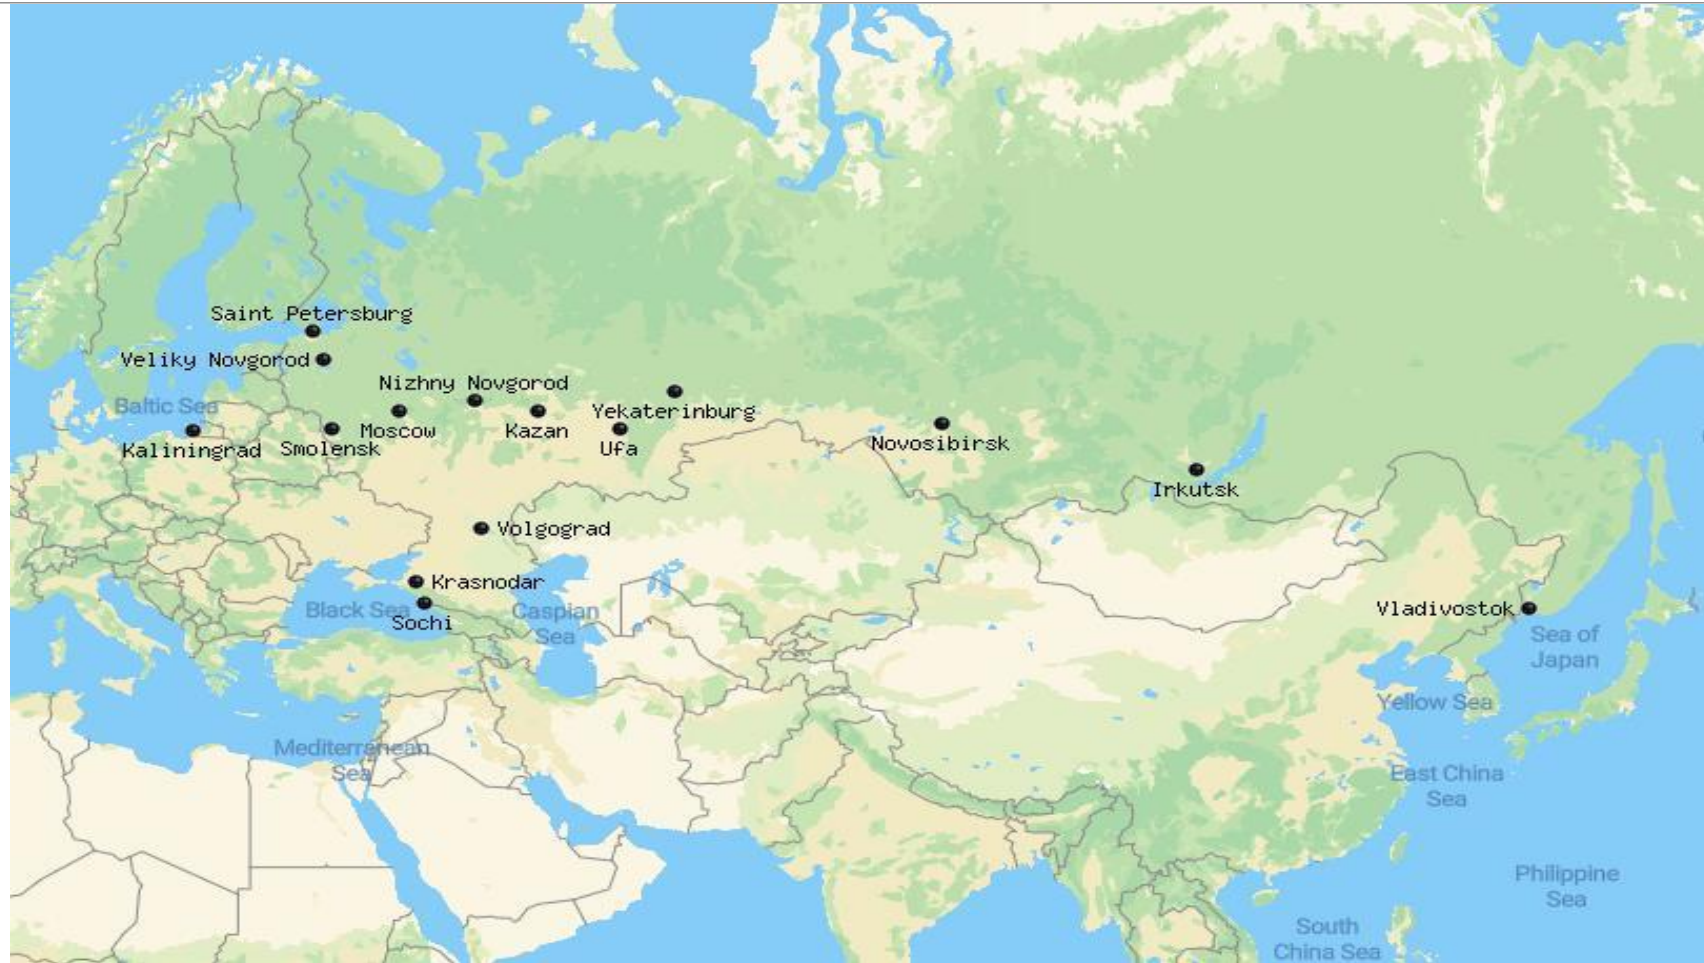 Saint Petersburg
Veliky Novgorod
Nizhny Novgorod
Baltic Sea
Yekaterinburg
Moscow
Kazan
Kaliningrad
Smolensk
Ufa
Novosibirsk
Irkutsk
Volgograd
Krasnodar
Black Sea
Caspian
Sea
Sochi
Vladivostok
Sea of
Japan
Yellow Sea
Mediterranean
Sea
East China
Sea
Philippine
Sea
South
China Sea